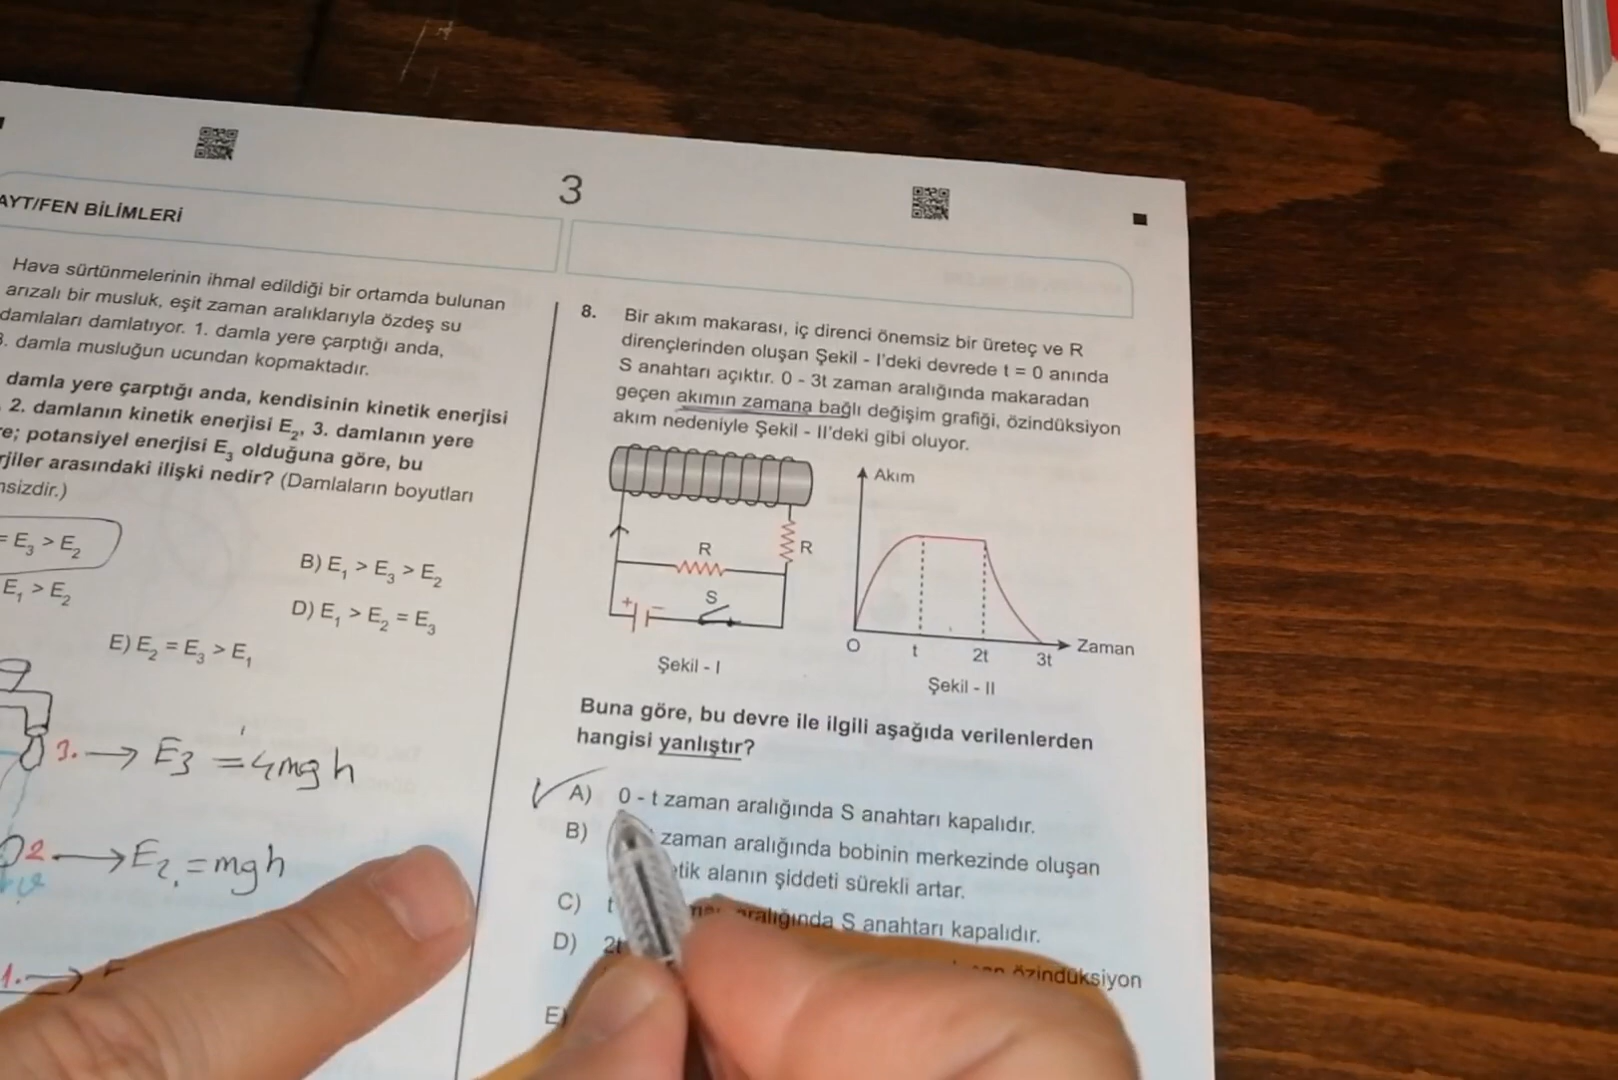 3
AYT/FEN BİLİMLERİ
Hava sürtünmelerinin ihmal edildiği bir ortamda bulunan
arızalı bir musluk, eşit zaman aralıklarıyla özdeş su
damlaları damlatıyor. 1. damla yere çarptığı anda,
3. damla musluğun ucundan kopmaktadır.
damla yere çarptığı anda, kendisinin kinetik enerjisi
2. damlanın kinetik enerjisi E₂, 3. damlanın yere
potansiyel enerjisi E₃ olduğuna göre, bu
arasındaki ilişki nedir? (Damlaların boyutları
= E₃ > E₂
B) E₁ > E₃ > E₂
E₁ > E₂
D) E₁ > E₂ = E₃
E) E₂ = E₃ > E₁
3. → E₃ = 4mgh
2 → E₂ = mgh
1. →
8. Bir akım makarası, iç direnci önemsiz bir üreteç ve R
dirençlerinden oluşan Şekil - I'deki devrede t = 0 anında
S anahtarı açıktır. 0 - 3t zaman aralığında makaradan
geçen akımın zamana bağlı değişim grafiği, özindüksiyon
akım nedeniyle Şekil - II'deki gibi oluyor.
R
R
S
+ −
Şekil - I
Akım
O t 2t 3t Zaman
Şekil - II
Buna göre, bu devre ile ilgili aşağıda verilenlerden
hangisi yanlıştır?
A) 0 - t zaman aralığında S anahtarı kapalıdır.
B) zaman aralığında bobinin merkezinde oluşan
alanın şiddeti sürekli artar.
C) t aralığında S anahtarı kapalıdır.
D) 2t özindüksiyon
E)